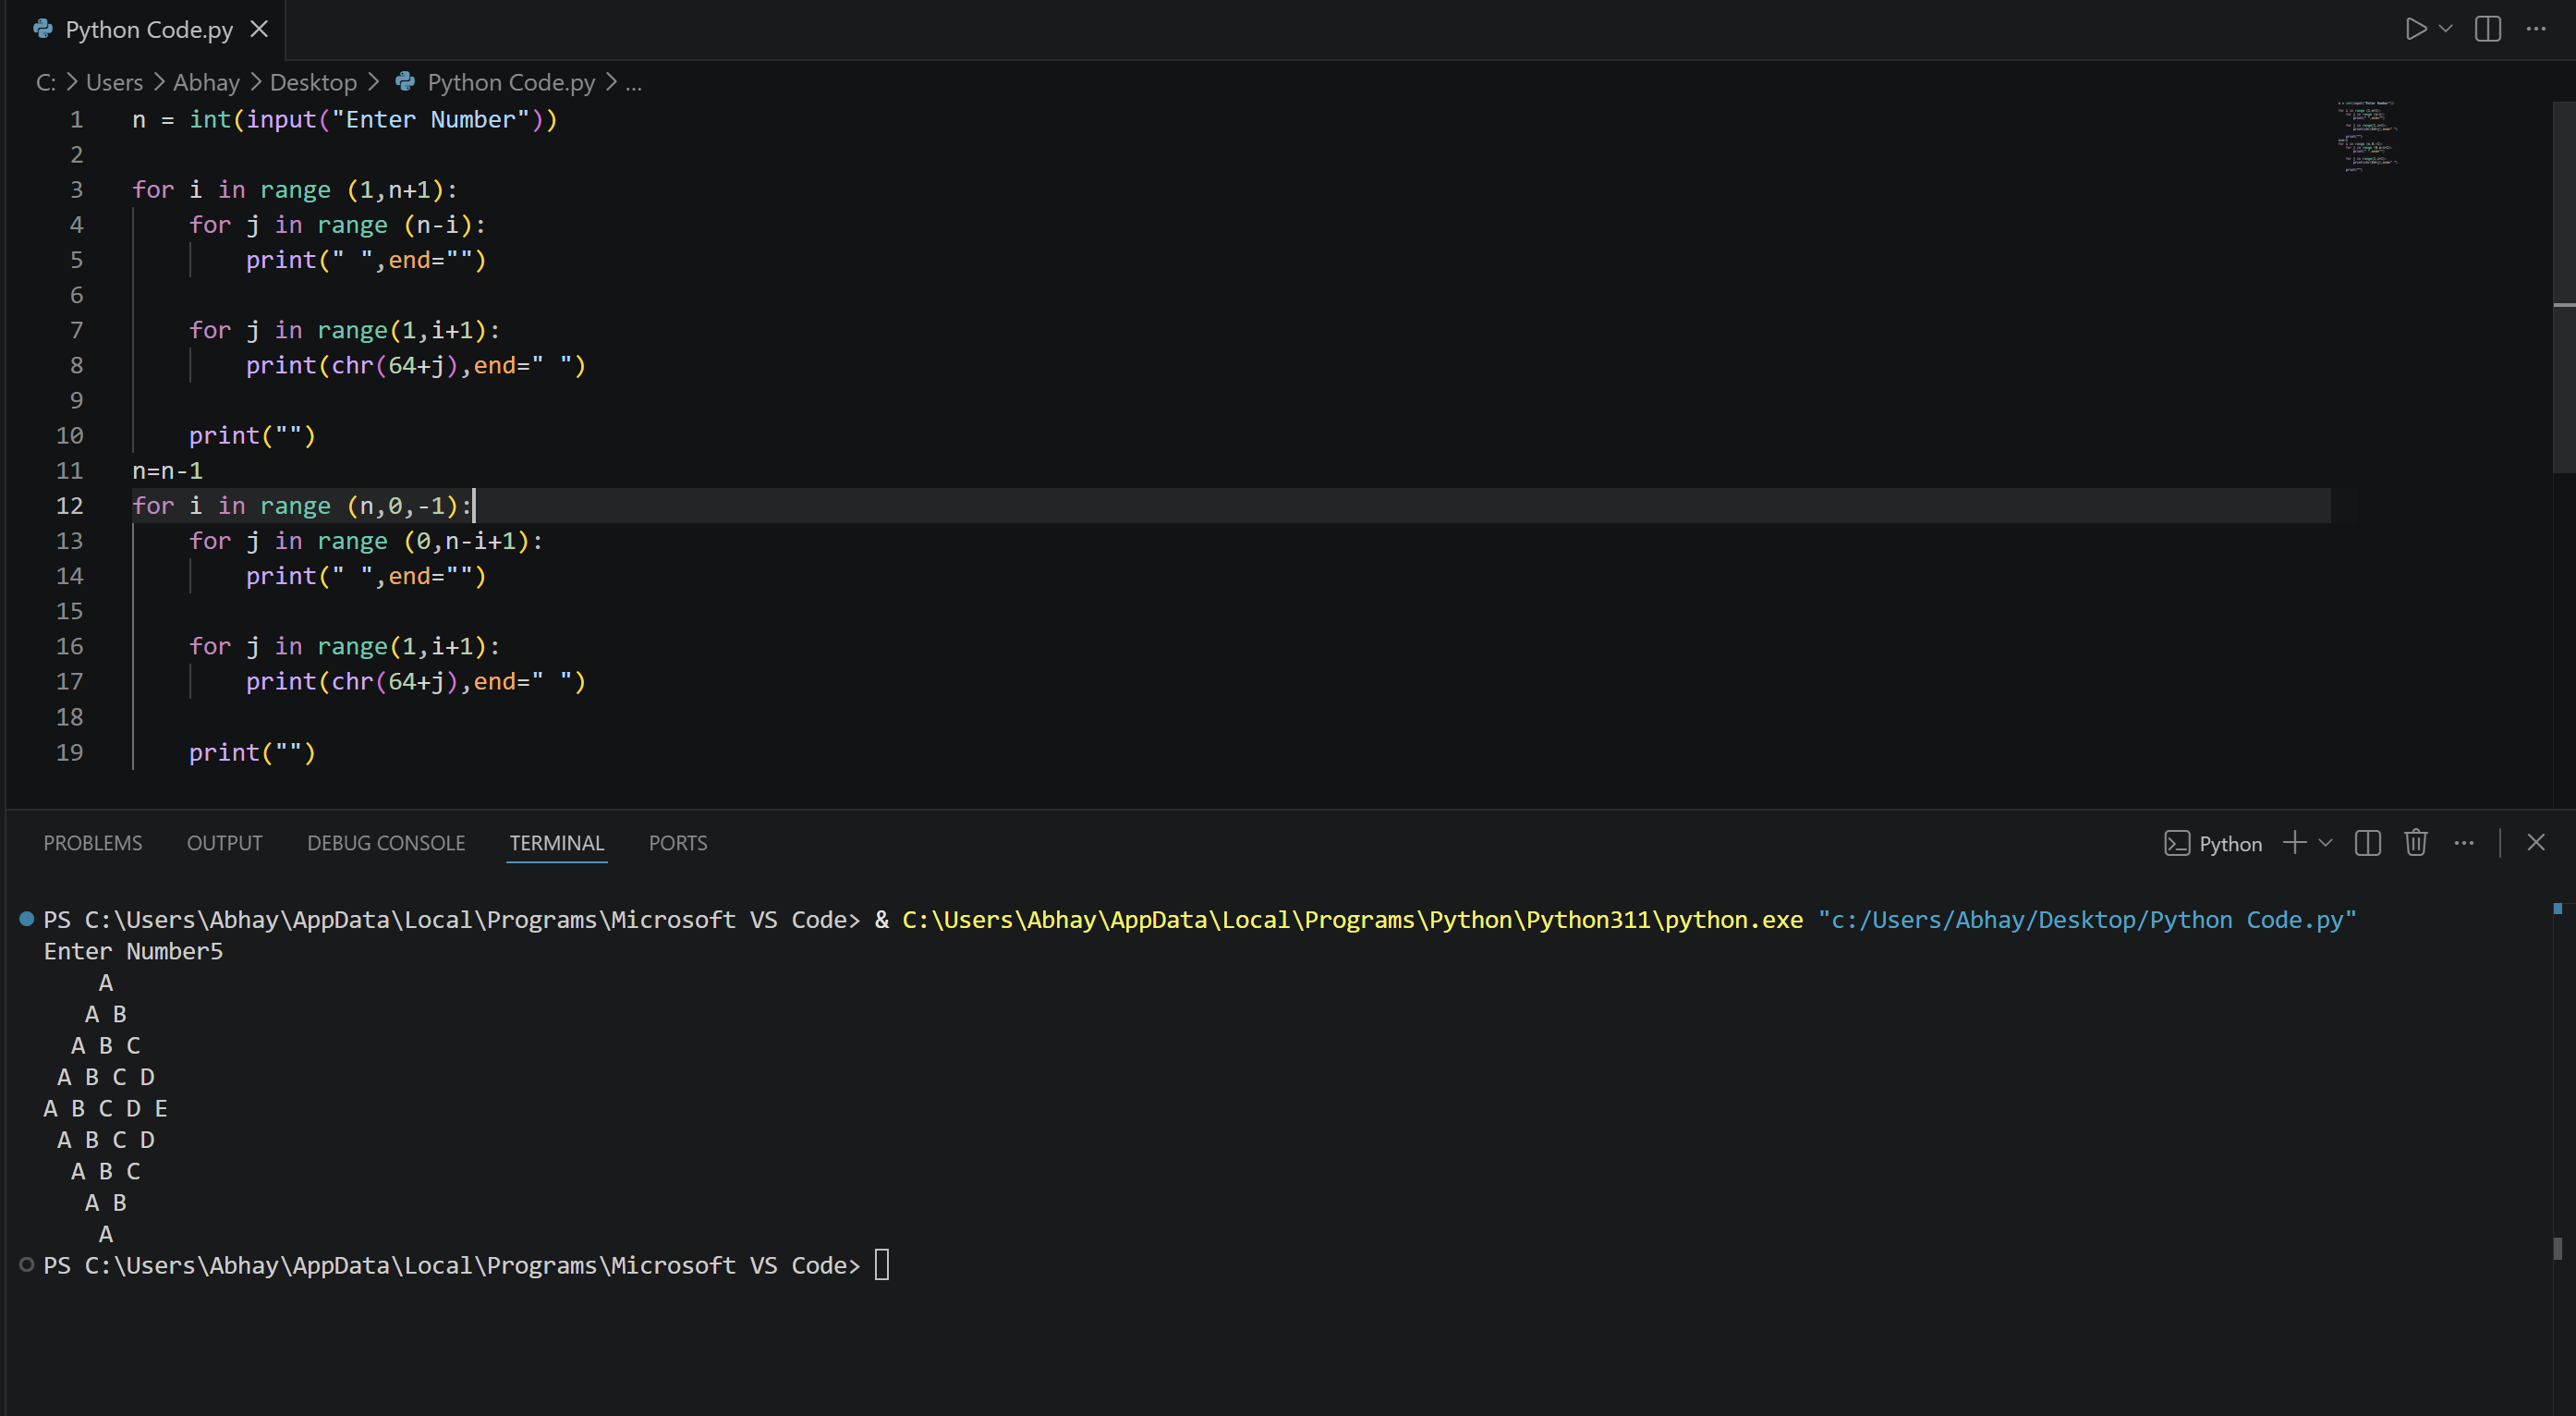 Python Code.py
C: > Users > Abhay > Desktop > Python Code.py > ...
1 n = int(input("Enter Number"))
2
3 for i in range (1,n+1):
4     for j in range (n-i):
5         print(" ",end="")
6
7     for j in range(1,i+1):
8         print(chr(64+j),end=" ")
9
10     print("")
11 n=n-1
12 for i in range (n,0,-1):
13     for j in range (0,n-i+1):
14         print(" ",end="")
15
16     for j in range(1,i+1):
17         print(chr(64+j),end=" ")
18
19     print("")
PROBLEMS OUTPUT DEBUG CONSOLE TERMINAL PORTS Python
PS C:\Users\Abhay\AppData\Local\Programs\Microsoft VS Code> & C:\Users\Abhay\AppData\Local\Programs\Python\Python311\python.exe "c:/Users/Abhay/Desktop/Python Code.py"
Enter Number5
    A
   A B
  A B C
 A B C D
A B C D E
 A B C D
  A B C
   A B
    A
PS C:\Users\Abhay\AppData\Local\Programs\Microsoft VS Code>